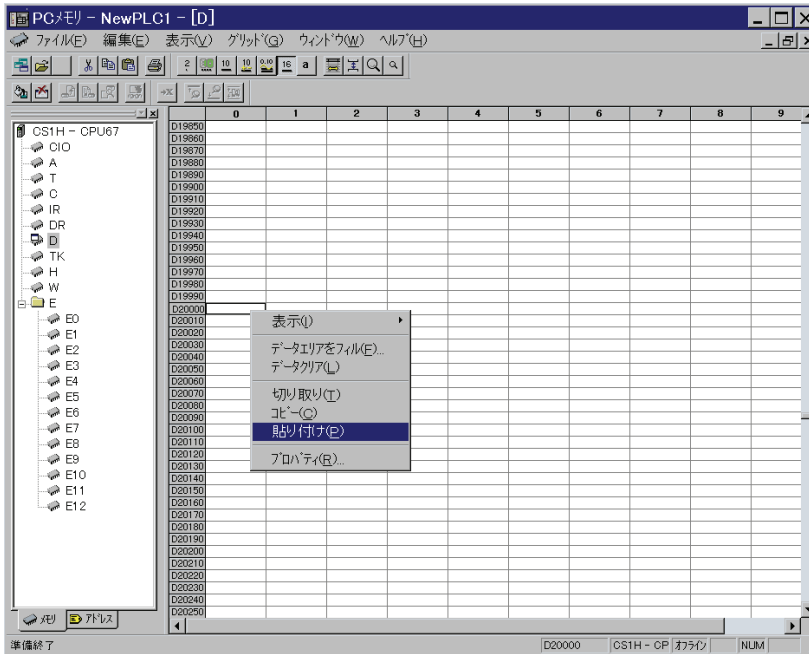 PCﾒﾓﾘ - NewPLC1 - [D]
ﾌｧｲﾙ(F) 編集(E) 表示(V) ｸﾞﾘｯﾄﾞ(G) ｳｨﾝﾄﾞｳ(W) ﾍﾙﾌﾟ(H)
2 10 10 0.10 16 a
0 1 2 3 4 5 6 7 8 9
CS1H - CPU67
CIO
A
T
C
IR
DR
D
TK
H
W
E
E0
E1
E2
E3
E4
E5
E6
E7
E8
E9
E10
E11
E12
ﾒﾓﾘ ｱﾄﾞﾚｽ
D19850
D19860
D19870
D19880
D19890
D19900
D19910
D19920
D19930
D19940
D19950
D19960
D19970
D19980
D19990
D20000
D20010
D20020
D20030
D20040
D20050
D20060
D20070
D20080
D20090
D20100
D20110
D20120
D20130
D20140
D20150
D20160
D20170
D20180
D20190
D20200
D20210
D20220
D20230
D20240
D20250
表示(I)
ﾃﾞｰﾀｴﾘｱをﾌｨﾙ(F)...
ﾃﾞｰﾀｸﾘｱ(L)
切り取り(T)
ｺﾋﾟｰ(C)
貼り付け(P)
ﾌﾟﾛﾊﾟﾃｨ(R)...
準備終了 D20000 CS1H - CP ｵﾌﾗｲﾝ NUM